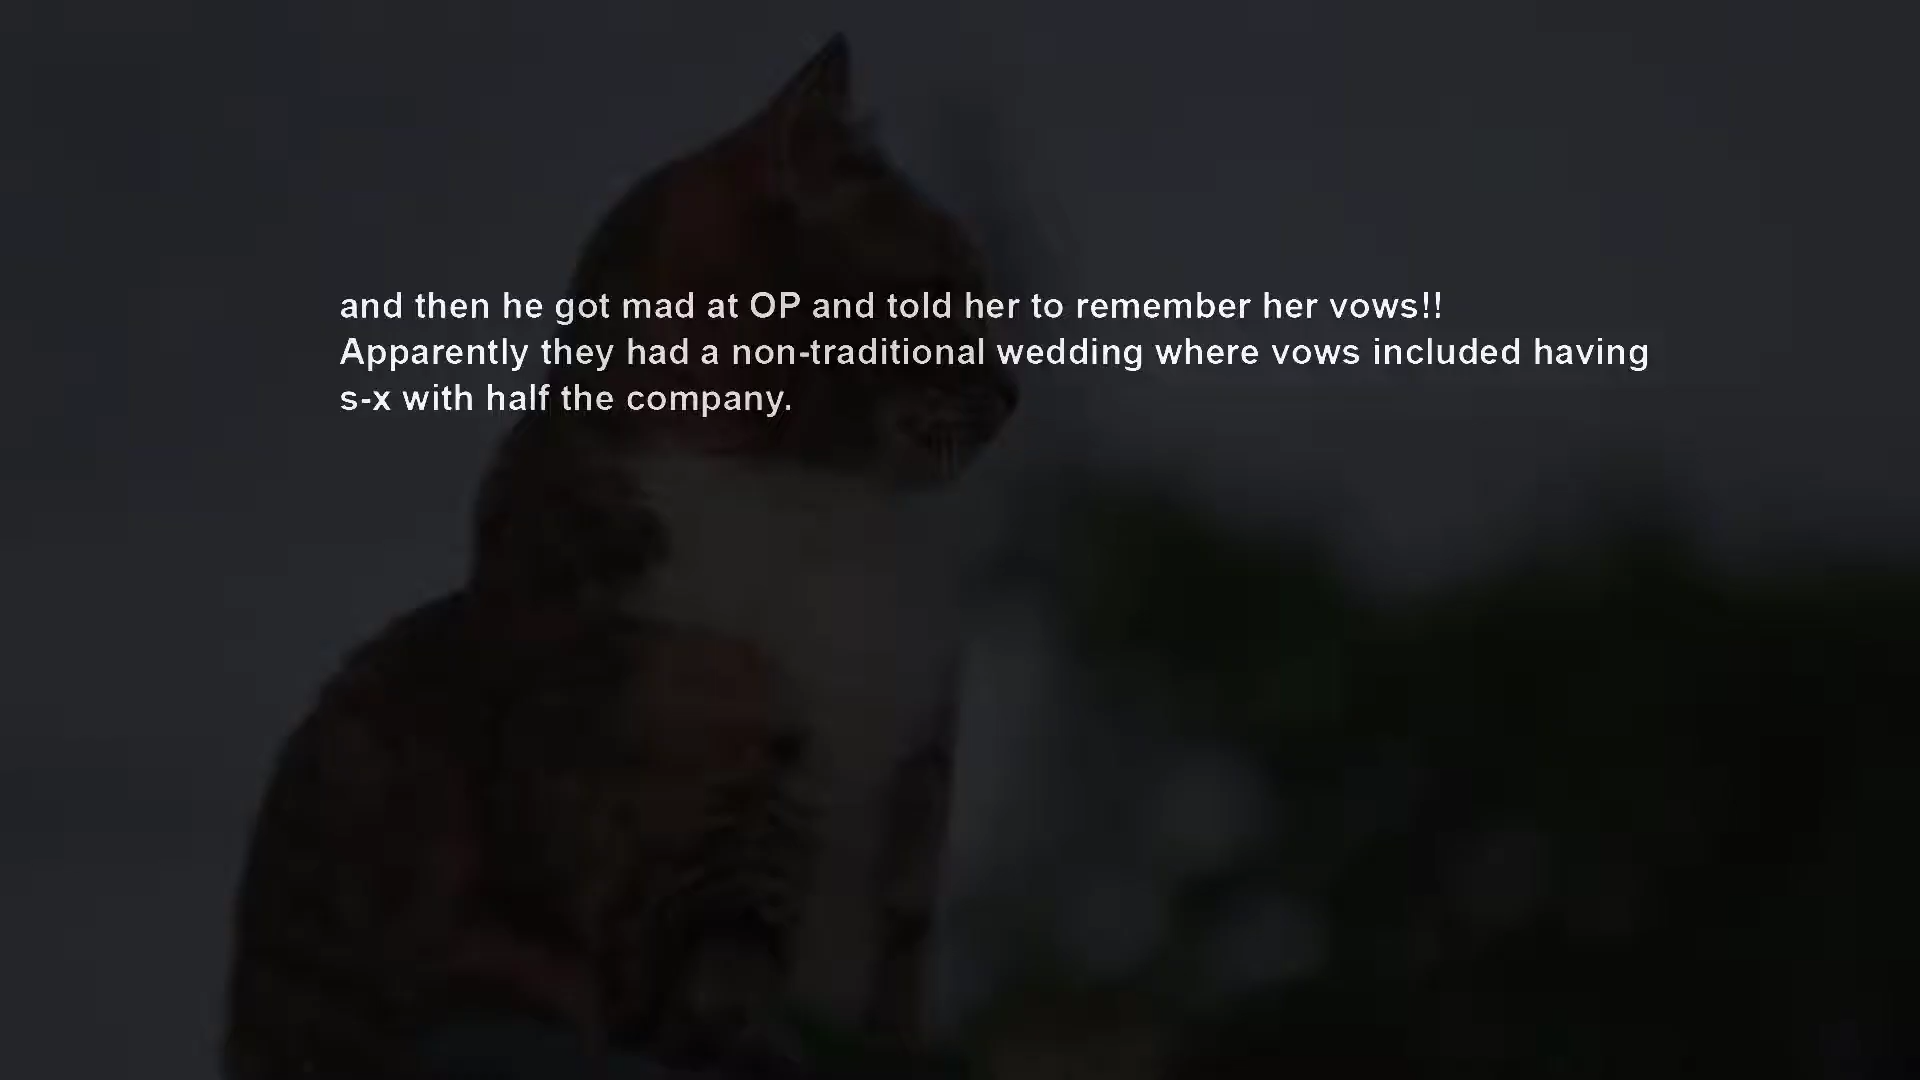 and then he got mad at OP and told her to remember her vows!!
Apparently they had a non-traditional wedding where vows included having
s-x with half the company.